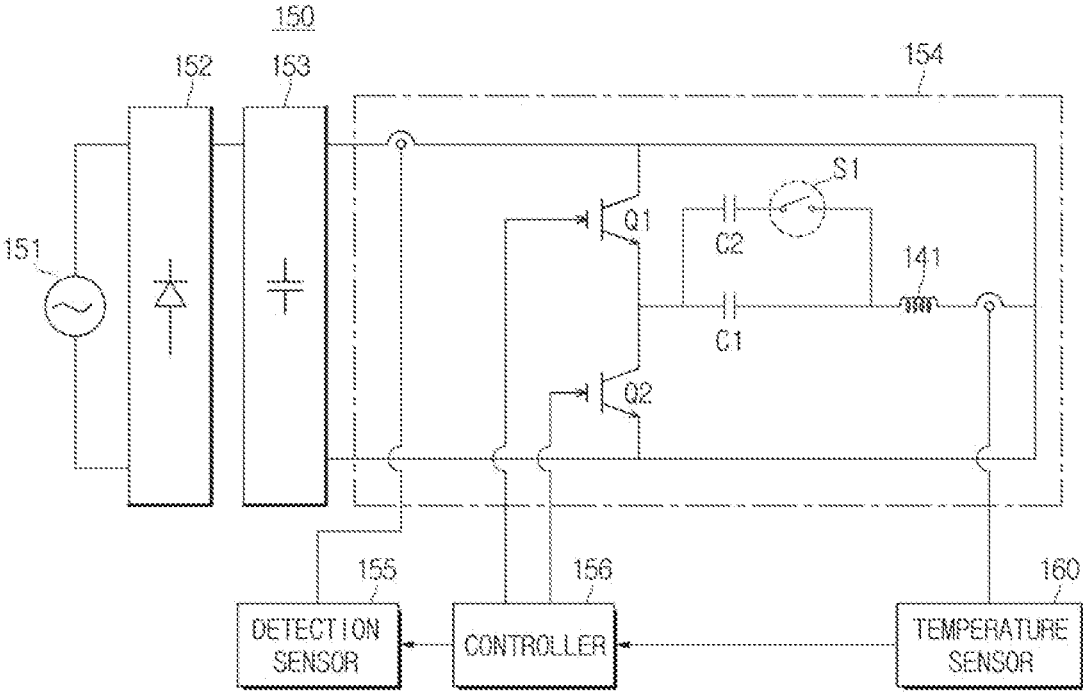 150
152
153
154
151
S1
Q1
C2
141
C1
Q2
155
156
160
DETECTION
SENSOR
CONTROLLER
TEMPERATURE
SENSOR